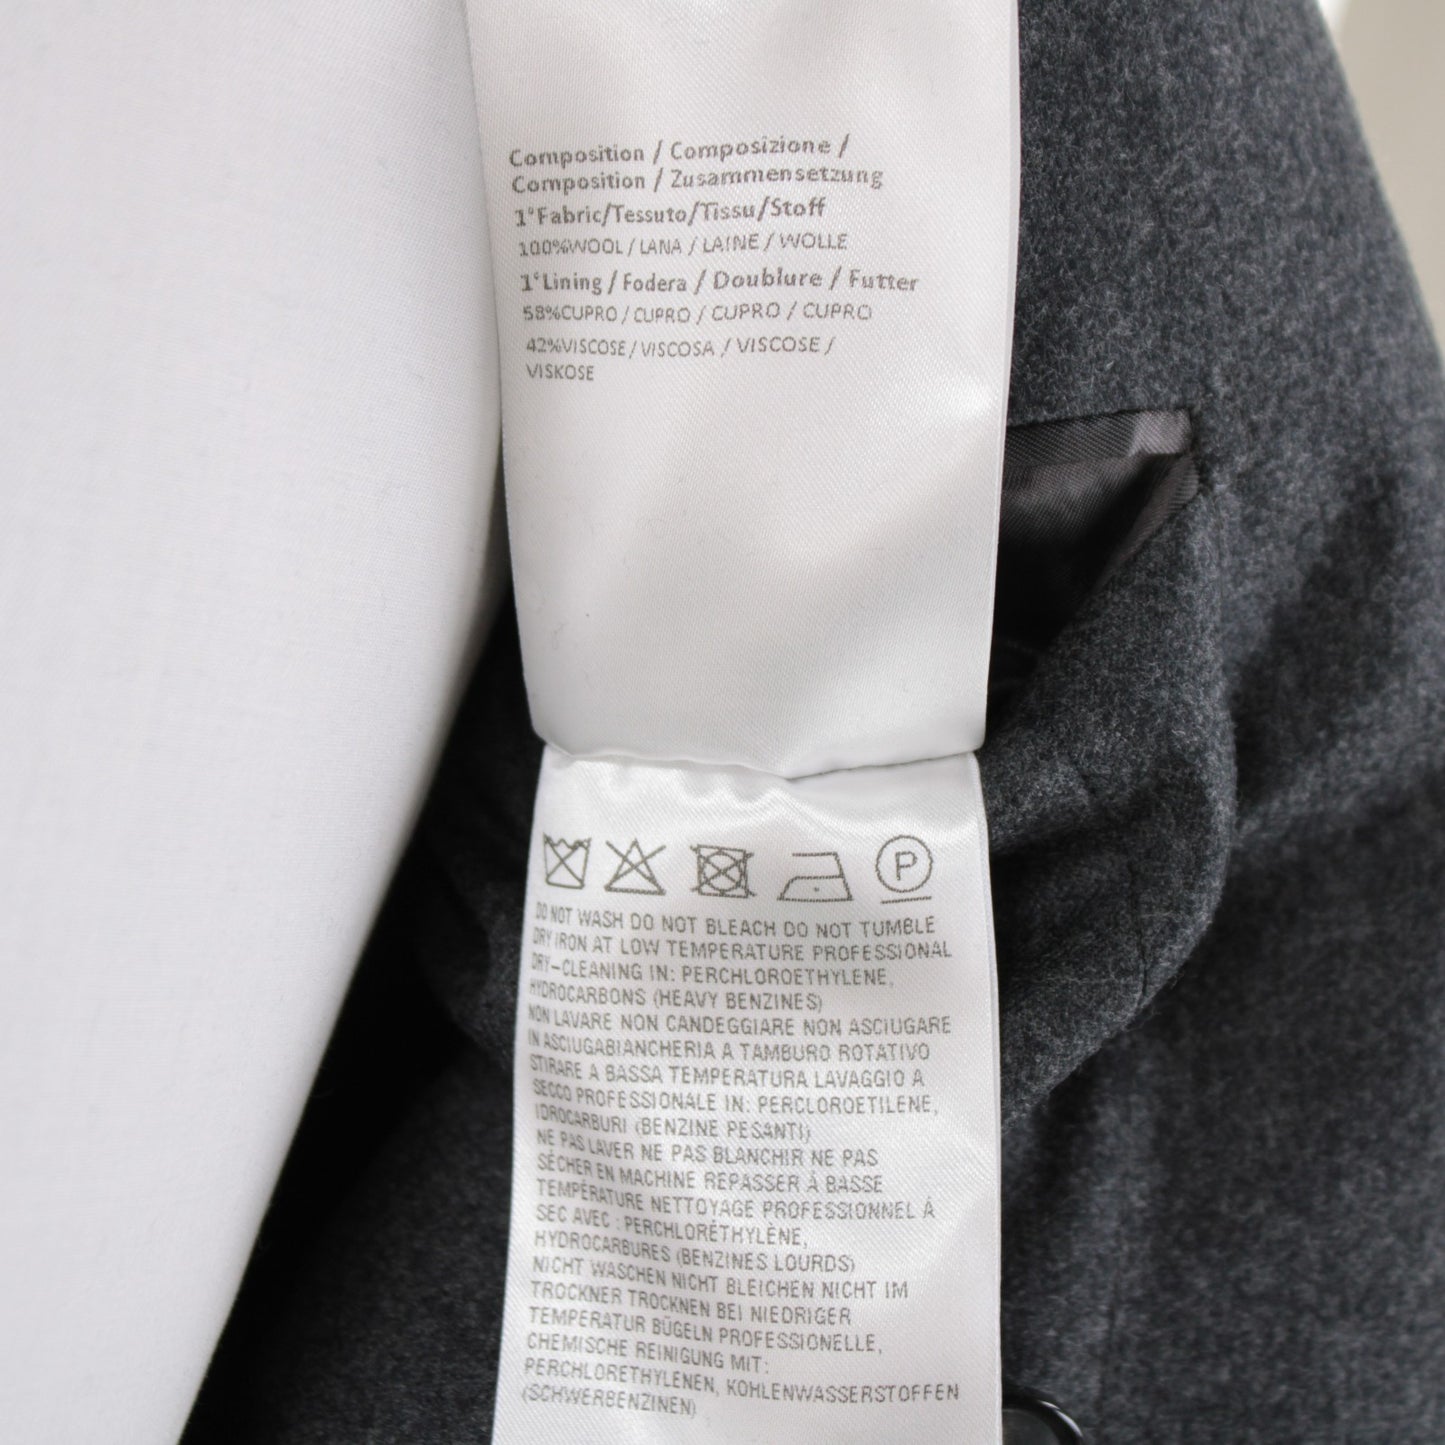 Composition / Composizione /
Composition / Zusammensetzung
1°Fabric/Tessuto/Tissu/Stoff
100%WOOL / LANA / LAINE / WOLLE
1°Lining / Fodera / Doublure / Futter
58%CUPRO / CUPRO / CUPRO / CUPRO
42%VISCOSE / VISCOSA / VISCOSE /
VISKOSE
P
DO NOT WASH DO NOT BLEACH DO NOT TUMBLE
DRY IRON AT LOW TEMPERATURE PROFESSIONAL
DRY-CLEANING IN: PERCHLOROETHYLENE,
HYDROCARBONS (HEAVY BENZINES)
NON LAVARE NON CANDEGGIARE NON ASCIUGARE
IN ASCIUGABIANCHERIA A TAMBURO ROTATIVO
STIRARE A BASSA TEMPERATURA LAVAGGIO A
SECCO PROFESSIONALE IN: PERCLOROETILENE,
IDROCARBURI (BENZINE PESANTI)
NE PAS LAVER NE PAS BLANCHIR NE PAS
SÉCHER EN MACHINE REPASSER À BASSE
TEMPÉRATURE NETTOYAGE PROFESSIONNEL À
SEC AVEC : PERCHLORÉTHYLÈNE,
HYDROCARBURES (BENZINES LOURDS)
NICHT WASCHEN NICHT BLEICHEN NICHT IM
TROCKNER TROCKNEN BEI NIEDRIGER
TEMPERATUR BÜGELN PROFESSIONELLE,
CHEMISCHE REINIGUNG MIT:
PERCHLORETHYLENEN, KOHLENWASSERSTOFFEN
(SCHWERBENZINEN)